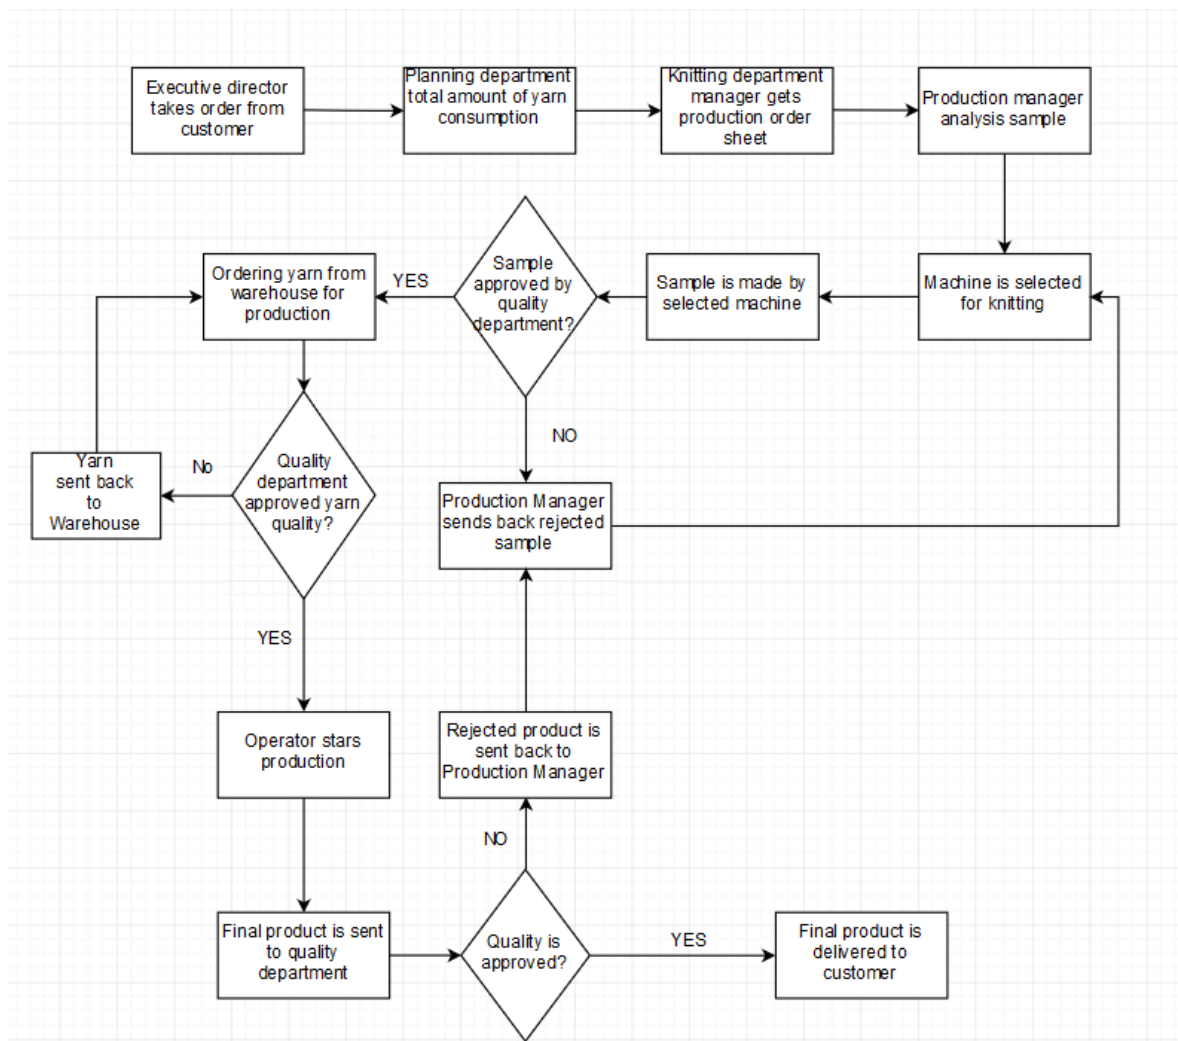 Executive director
takes order from
customer
Planning department
total amount of yarn
consumption
Knitting department
manager gets
production order
sheet
Production manager
analysis sample
Ordering yarn from
warehouse for
production
YES
Sample
approved by
quality
department?
Sample is made by
selected machine
Machine is selected
for knitting
NO
Yarn
sent back
to
Warehouse
No
Quality
department
approved yarn
quality?
Production Manager
sends back rejected
sample
YES
Operator stars
production
Rejected product is
sent back to
Production Manager
NO
Final product is sent
to quality
department
Quality is
approved?
YES
Final product is
delivered to
customer